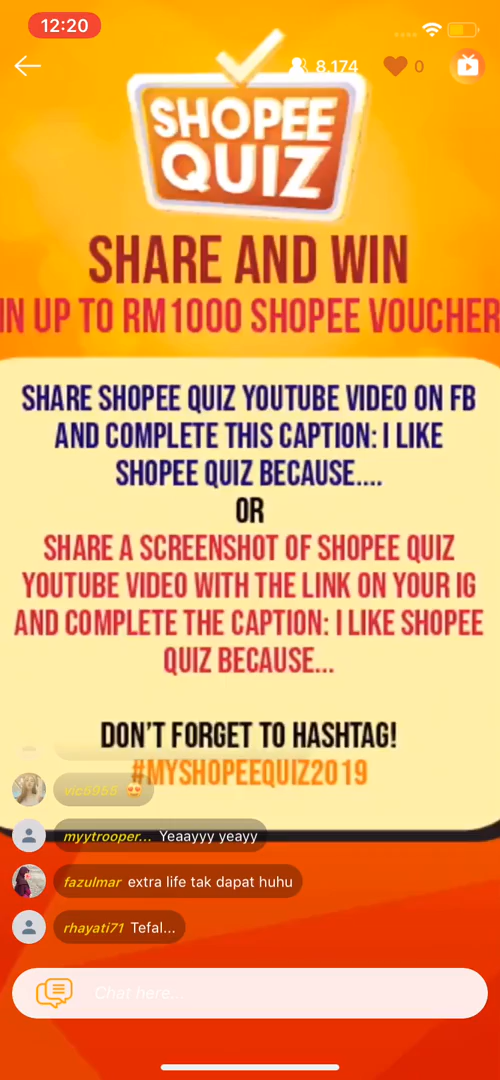 12:20
8,174
0
SHOPEE
QUIZ
SHARE AND WIN
IN UP TO RM1000 SHOPEE VOUCHER
SHARE SHOPEE QUIZ YOUTUBE VIDEO ON FB
AND COMPLETE THIS CAPTION: I LIKE
SHOPEE QUIZ BECAUSE....
OR
SHARE A SCREENSHOT OF SHOPEE QUIZ
YOUTUBE VIDEO WITH THE LINK ON YOUR IG
AND COMPLETE THE CAPTION: I LIKE SHOPEE
QUIZ BECAUSE...
DON'T FORGET TO HASHTAG!
#MYSHOPEEQUIZ2019
vic5956 😍
myytrooper... Yeaayyy yeayy
fazulmar extra life tak dapat huhu
rhayati71 Tefal...
Chat here...